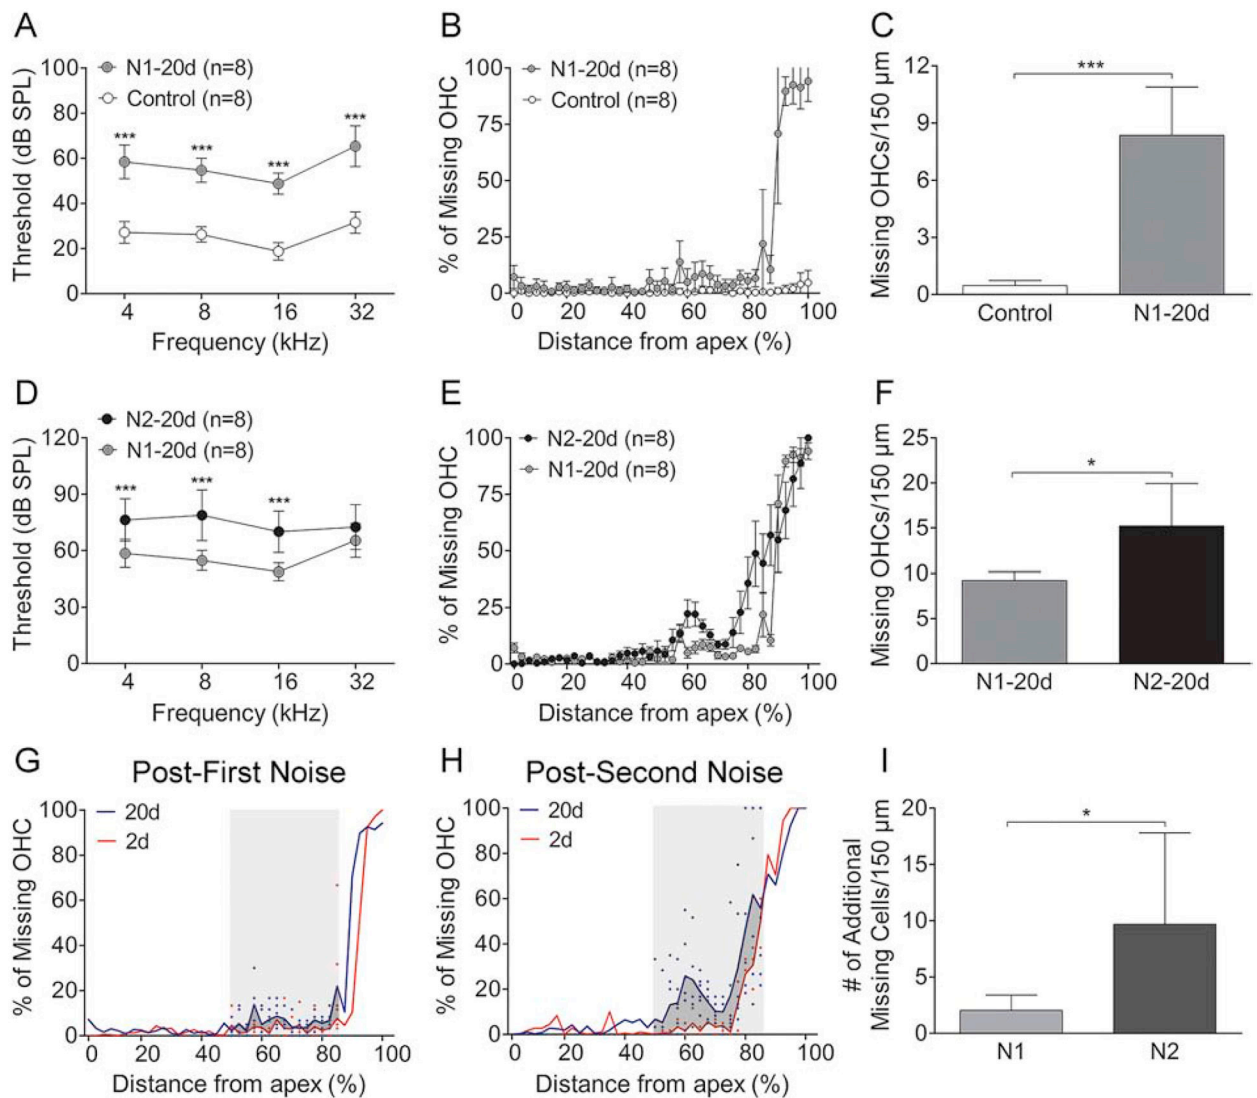 A
N1-20d (n=8)
Control (n=8)
Threshold (dB SPL)
100
80
60
40
20
0
***
***
***
***
4 8 16 32
Frequency (kHz)
B
N1-20d (n=8)
Control (n=8)
% of Missing OHC
100
75
50
25
0
0 20 40 60 80 100
Distance from apex (%)
C
Missing OHCs/150 µm
12
9
6
3
0
***
Control N1-20d
D
N2-20d (n=8)
N1-20d (n=8)
Threshold (dB SPL)
120
90
60
30
0
*** *** ***
4 8 16 32
Frequency (kHz)
E
N2-20d (n=8)
N1-20d (n=8)
% of Missing OHC
100
75
50
25
0
0 20 40 60 80 100
Distance from apex (%)
F
Missing OHCs/150 µm
25
20
15
10
5
0
*
N1-20d N2-20d
G
Post-First Noise
20d
2d
% of Missing OHC
100
80
60
40
20
0
0 20 40 60 80 100
Distance from apex (%)
H
Post-Second Noise
20d
2d
% of Missing OHC
100
80
60
40
20
0
0 20 40 60 80 100
Distance from apex (%)
I
# of Additional
Missing Cells/150 µm
20
15
10
5
0
*
N1 N2